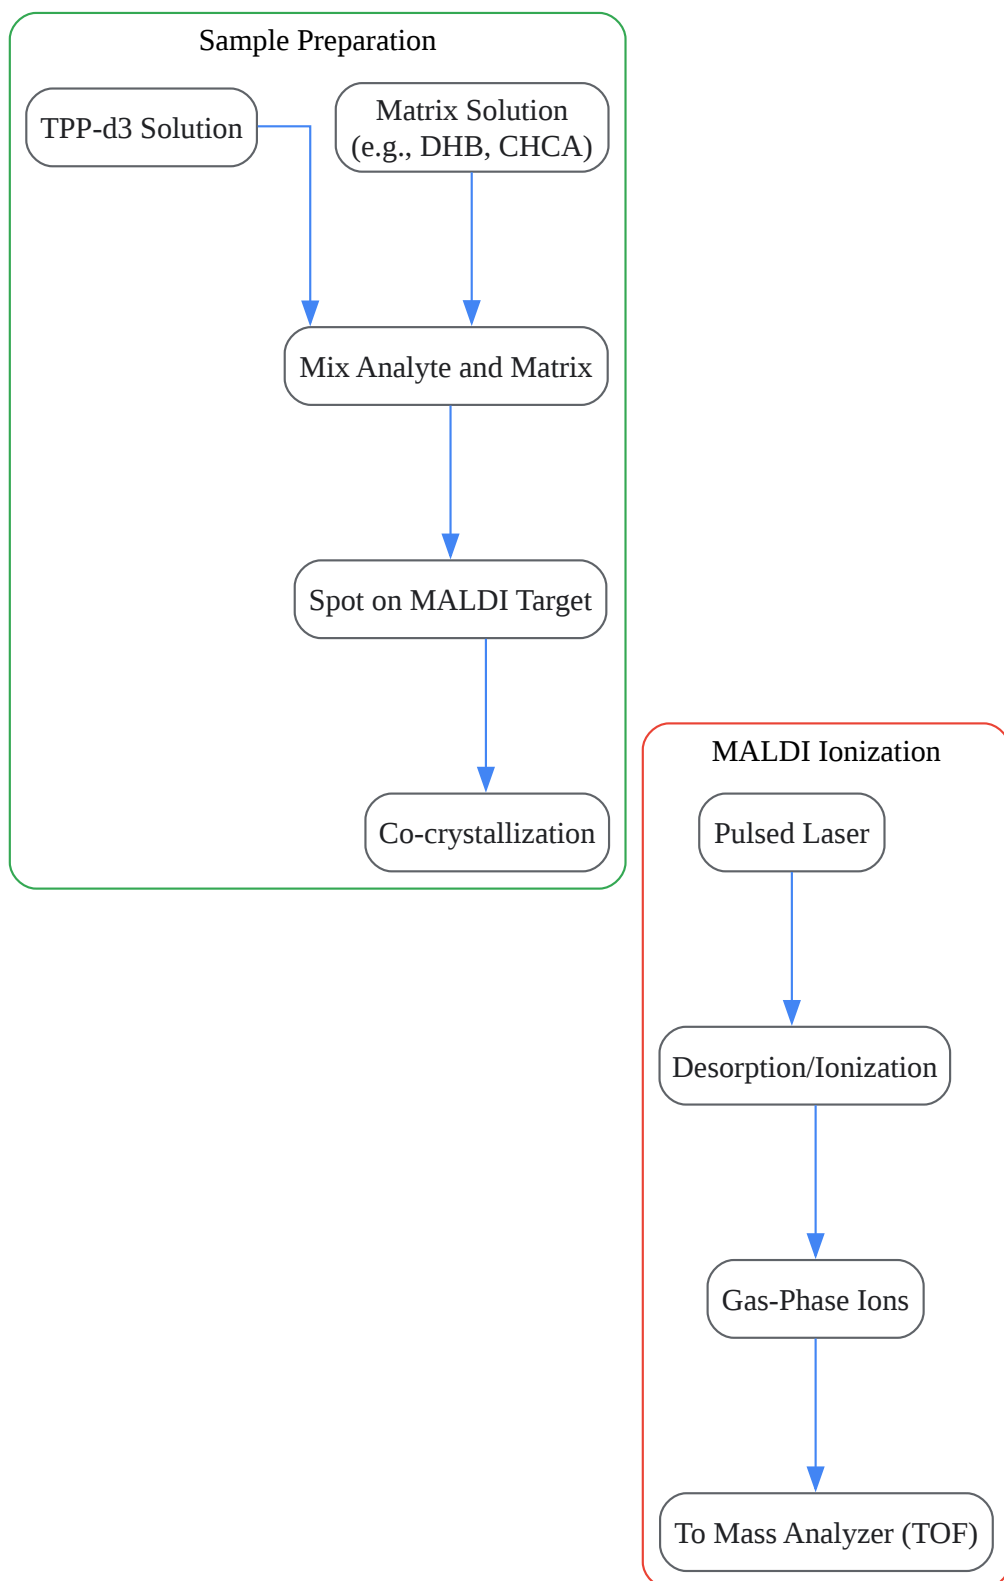 Sample Preparation
TPP-d3 Solution
Matrix Solution
(e.g., DHB, CHCA)
Mix Analyte and Matrix
Spot on MALDI Target
Co-crystallization
MALDI Ionization
Pulsed Laser
Desorption/Ionization
Gas-Phase Ions
To Mass Analyzer (TOF)